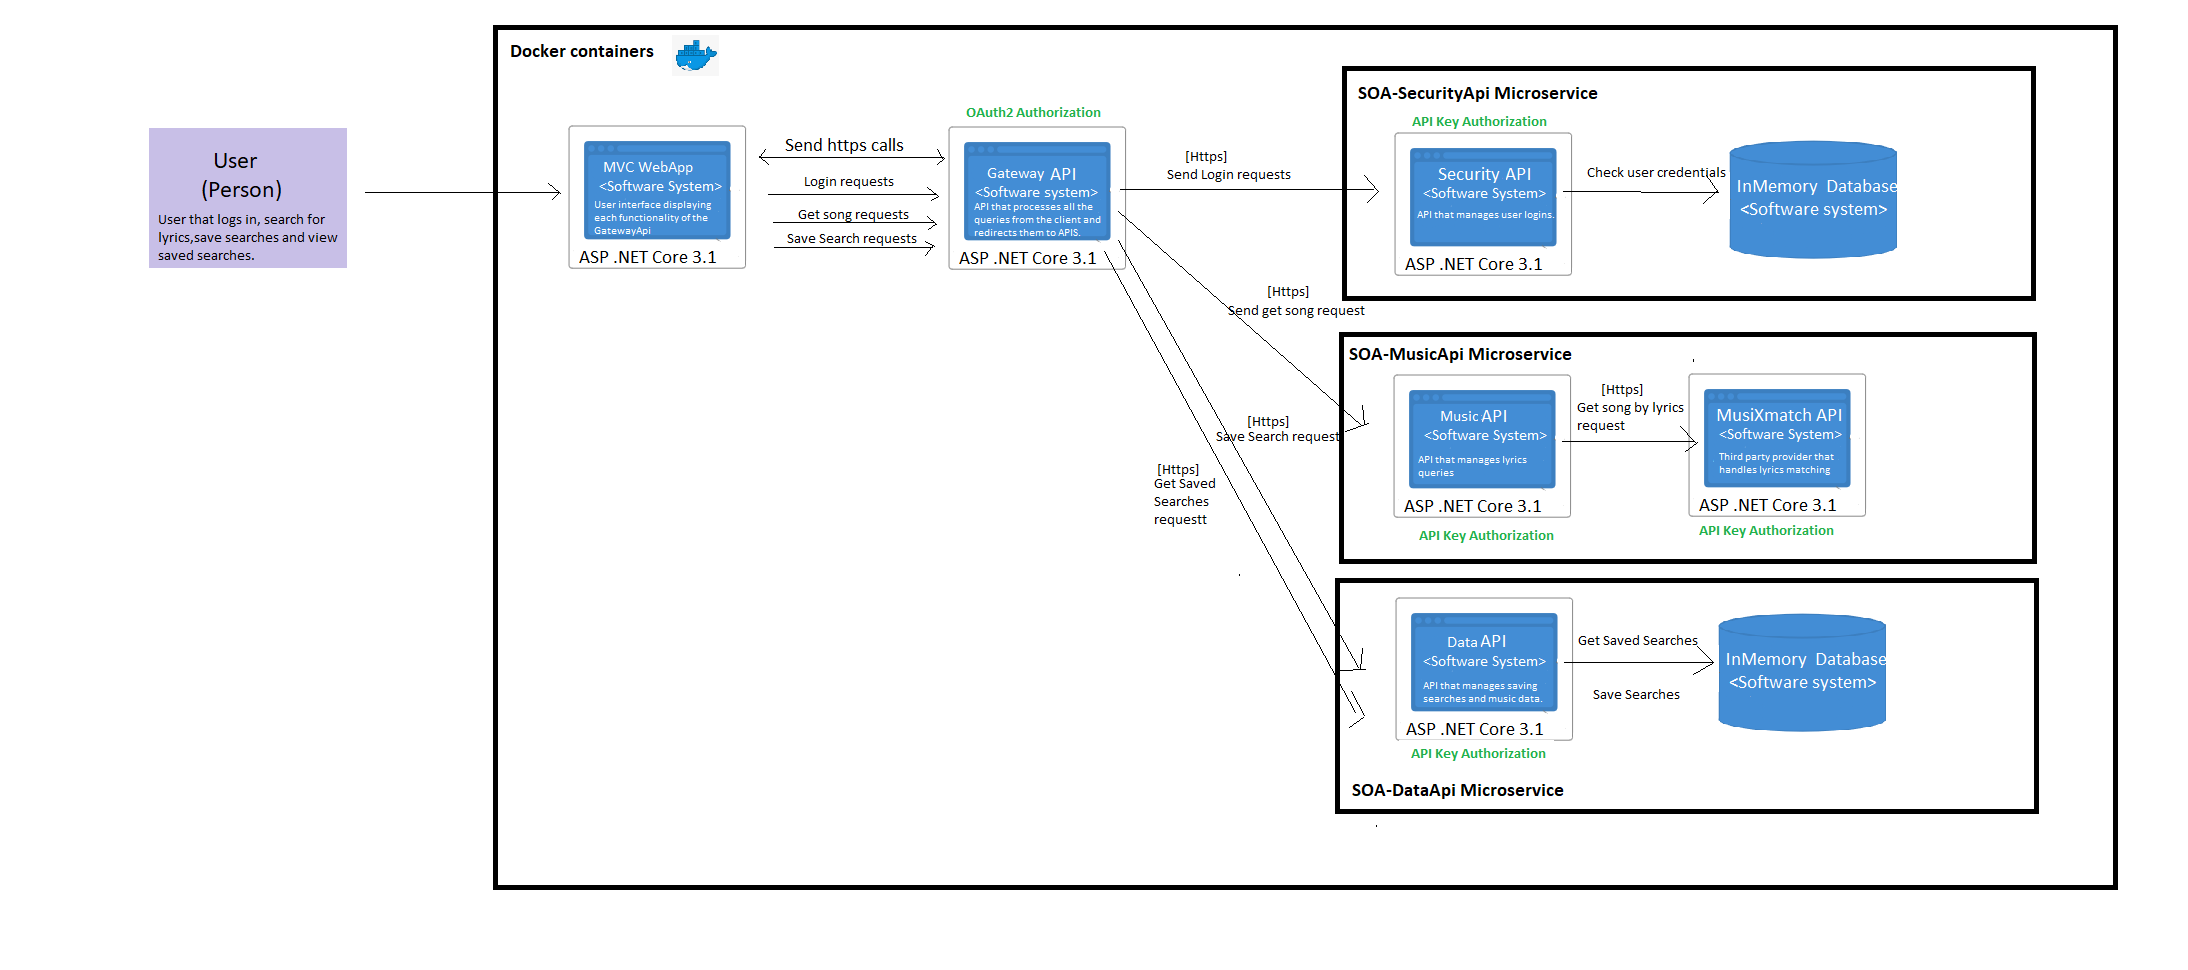 Docker containers
User
(Person)
User that logs in, search for
lyrics,save searches and view
saved searches.
MVC WebApp
<Software System>
User interface displaying
each functionality of the
GatewayApi
ASP .NET Core 3.1
Send https calls
Login requests
Get song requests
Save Search requests
OAuth2 Authorization
Gateway API
<Software system>
API that processes all the
queries from the client and
redirects them to APIS.
ASP .NET Core 3.1
[Https]
Send Login requests
[Https]
Send get song request
[Https]
Save Search request
[Https]
Get Saved
Searches
requestt
SOA-SecurityApi Microservice
API Key Authorization
Security API
<Software System>
API that manages user logins.
ASP .NET Core 3.1
Check user credentials
InMemory Database
<Software system>
SOA-MusicApi Microservice
Music API
<Software System>
API that manages lyrics
queries
ASP .NET Core 3.1
API Key Authorization
[Https]
Get song by lyrics
request
MusiXmatch API
<Software System>
Third party provider that
handles lyrics matching
ASP .NET Core 3.1
API Key Authorization
Data API
<Software System>
API that manages saving
searches and music data.
ASP .NET Core 3.1
API Key Authorization
Get Saved Searches
Save Searches
InMemory Database
<Software system>
SOA-DataApi Microservice